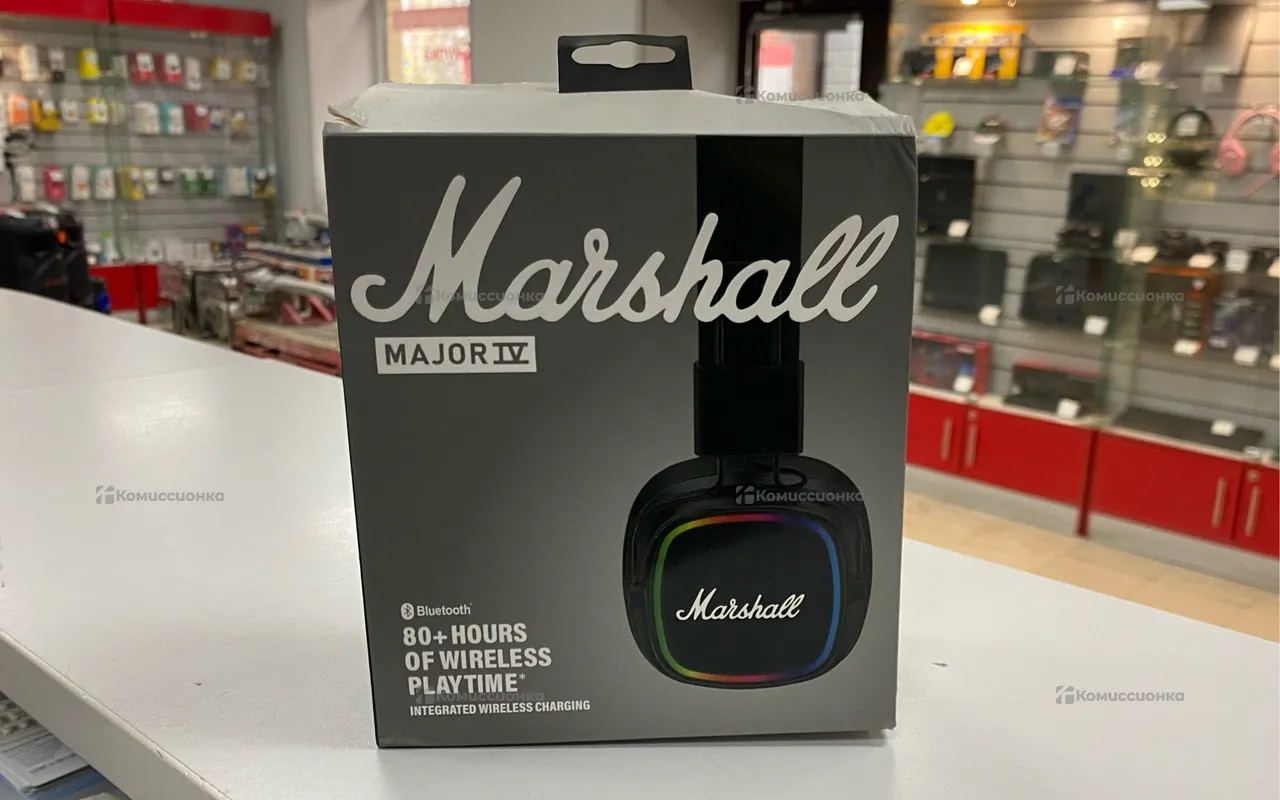 Комиссионка
Marshall
Комиссионка
Комиссионка
MAJOR IV
Комиссионка
Комиссионка
Marshall
Bluetooth
80+ HOURS
OF WIRELESS
PLAYTIME*
Комиссионка
Комиссионка
INTEGRATED WIRELESS CHARGING